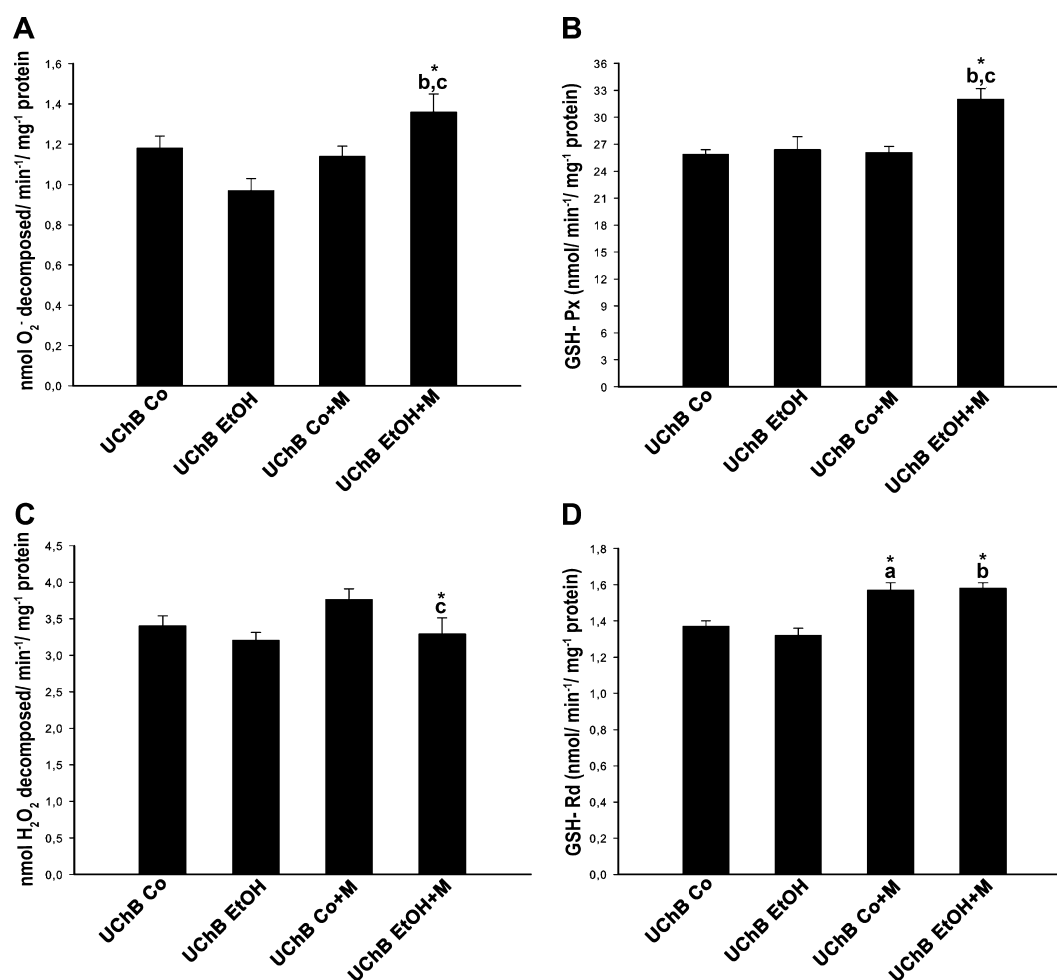 A
nmol O₂⁻ decomposed/ min⁻¹/ mg⁻¹ protein
1,6
1,4
1,2
1,0
0,8
0,6
0,4
0,2
0,0
*
b,c
UChB Co
UChB EtOH
UChB Co+M
UChB EtOH+M
B
GSH- Px (nmol/ min⁻¹/ mg⁻¹ protein)
36
33
30
27
24
21
18
15
12
9
6
3
0
*
b,c
UChB Co
UChB EtOH
UChB Co+M
UChB EtOH+M
C
nmol H₂O₂ decomposed/ min⁻¹/ mg⁻¹ protein
4,5
4,0
3,5
3,0
2,5
2,0
1,5
1,0
0,5
0,0
*
c
UChB Co
UChB EtOH
UChB Co+M
UChB EtOH+M
D
GSH- Rd (nmol/ min⁻¹/ mg⁻¹ protein)
1,8
1,6
1,4
1,2
1,0
0,8
0,6
0,4
0,2
0,0
*
a
*
b
UChB Co
UChB EtOH
UChB Co+M
UChB EtOH+M